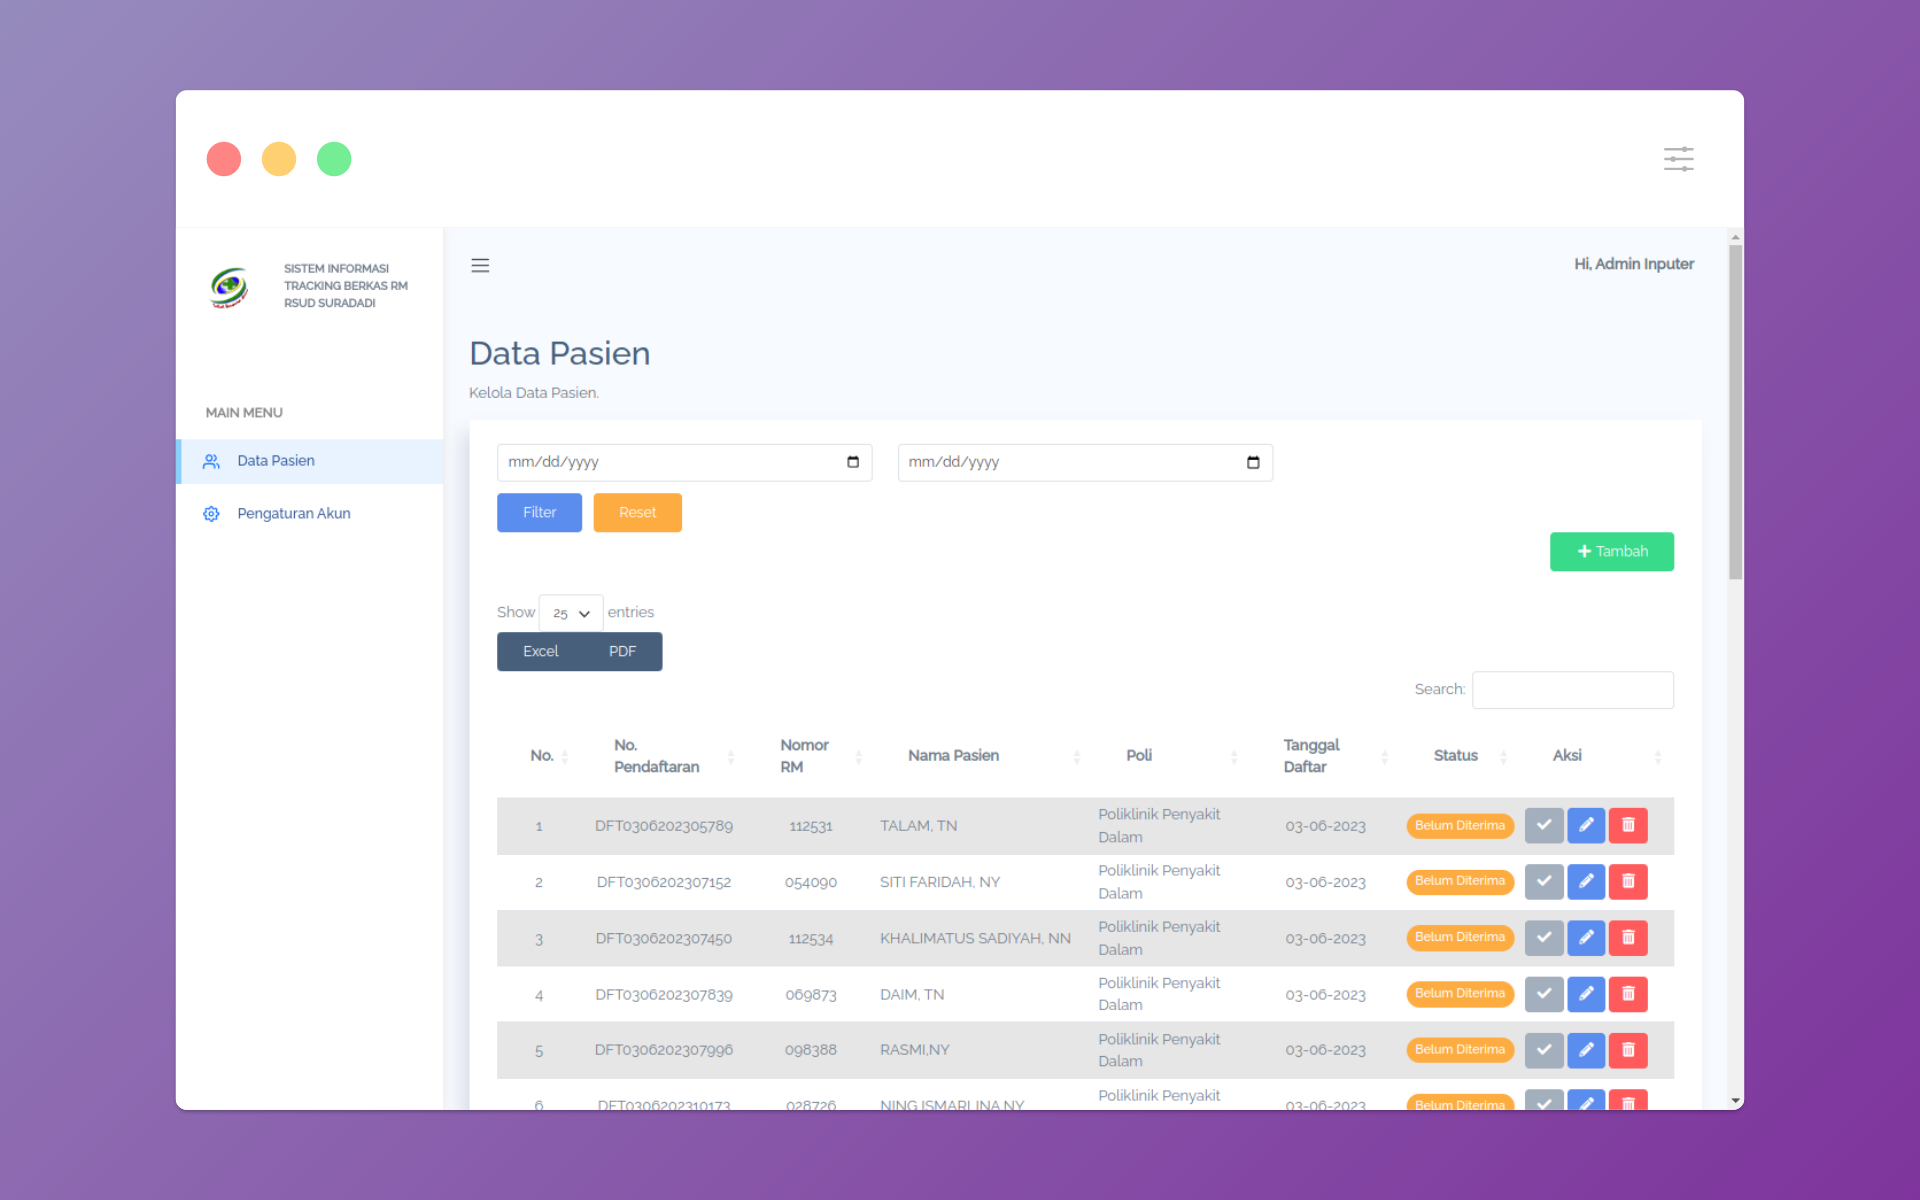 SISTEM INFORMASI
TRACKING BERKAS RM
RSUD SURADADI
Hi, Admin Inputer
MAIN MENU
Data Pasien
Pengaturan Akun
Data Pasien
Kelola Data Pasien.
mm/dd/yyyy mm/dd/yyyy
Filter Reset
+ Tambah
Show 25 entries
Excel PDF
Search:
No. No. Pendaftaran Nomor RM Nama Pasien Poli Tanggal Daftar Status Aksi
1 DFT0306202305789 112531 TALAM, TN Poliklinik Penyakit Dalam 03-06-2023 Belum Diterima
2 DFT0306202307152 054090 SITI FARIDAH, NY Poliklinik Penyakit Dalam 03-06-2023 Belum Diterima
3 DFT0306202307450 112534 KHALIMATUS SADIYAH, NN Poliklinik Penyakit Dalam 03-06-2023 Belum Diterima
4 DFT0306202307839 069873 DAIM, TN Poliklinik Penyakit Dalam 03-06-2023 Belum Diterima
5 DFT0306202307996 098388 RASMI,NY Poliklinik Penyakit Dalam 03-06-2023 Belum Diterima
6 DFT0306202310173 028726 NING ISMARLINA,NY Poliklinik Penyakit 03-06-2023 Belum Diterima